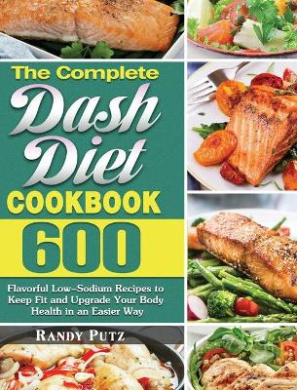 The Complete
Dash
Diet
COOKBOOK
600
Flavorful Low-Sodium Recipes to
Keep Fit and Upgrade Your Body
Health in an Easier Way
RANDY PUTZ